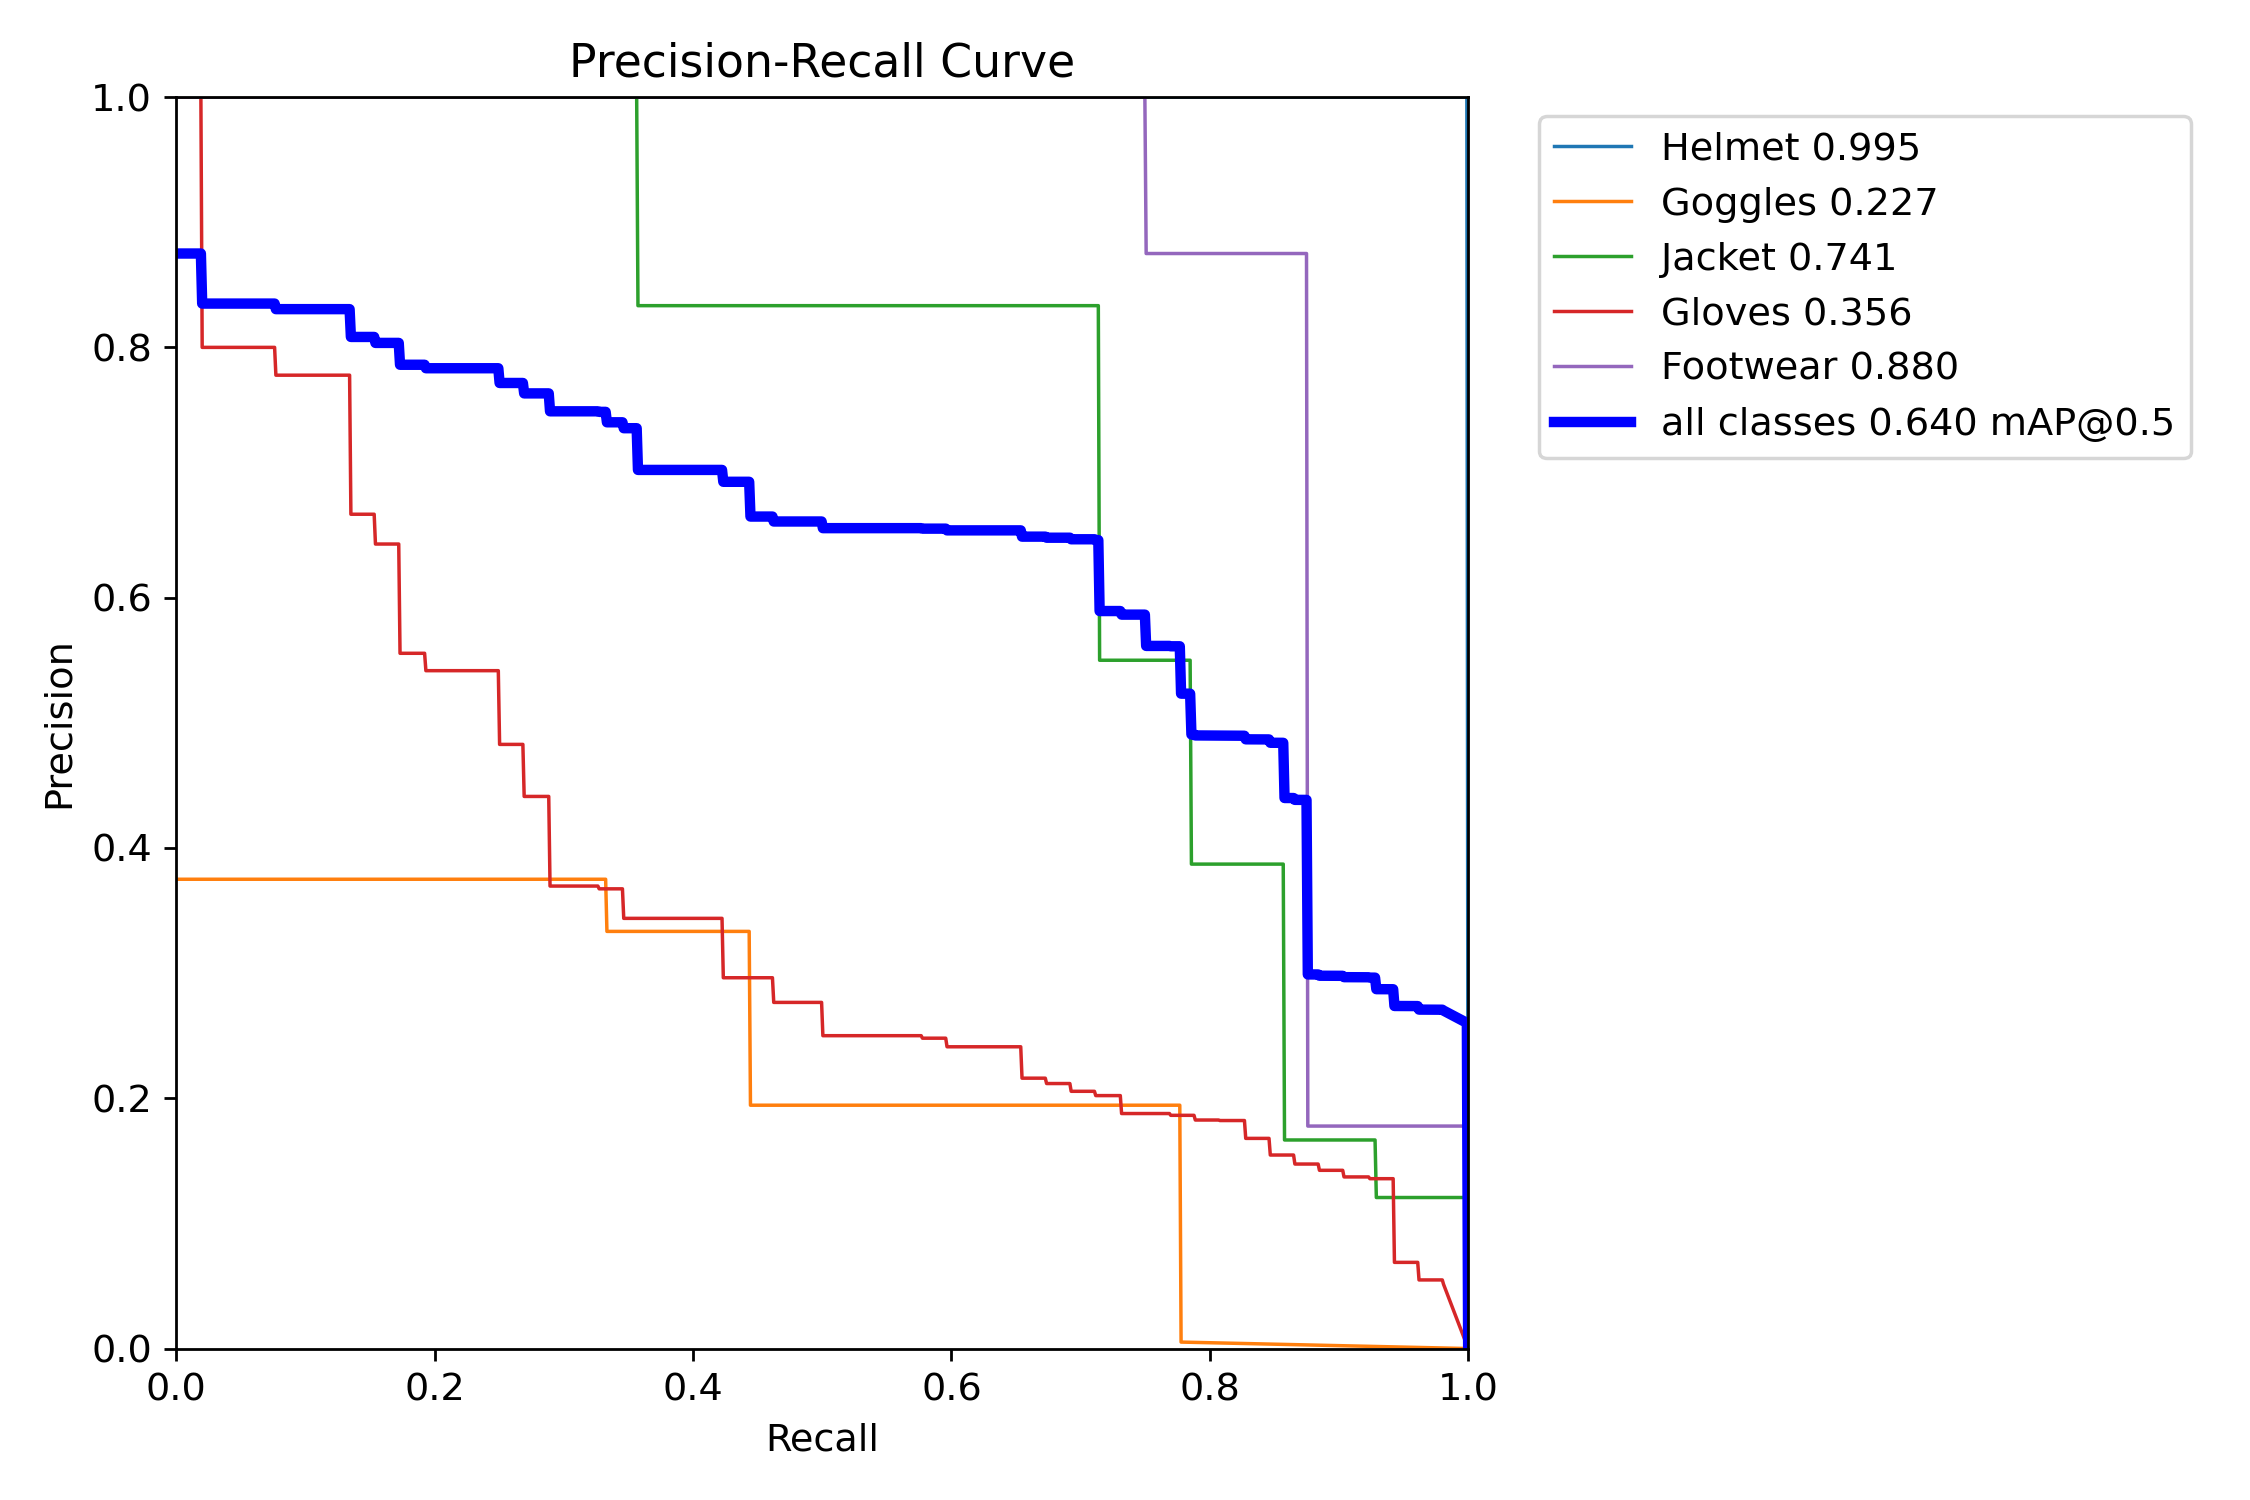 Precision-Recall Curve
1.0
0.8
0.6
0.4
0.2
0.0
Precision
0.0 0.2 0.4 0.6 0.8 1.0
Recall
Helmet 0.995
Goggles 0.227
Jacket 0.741
Gloves 0.356
Footwear 0.880
all classes 0.640 mAP@0.5